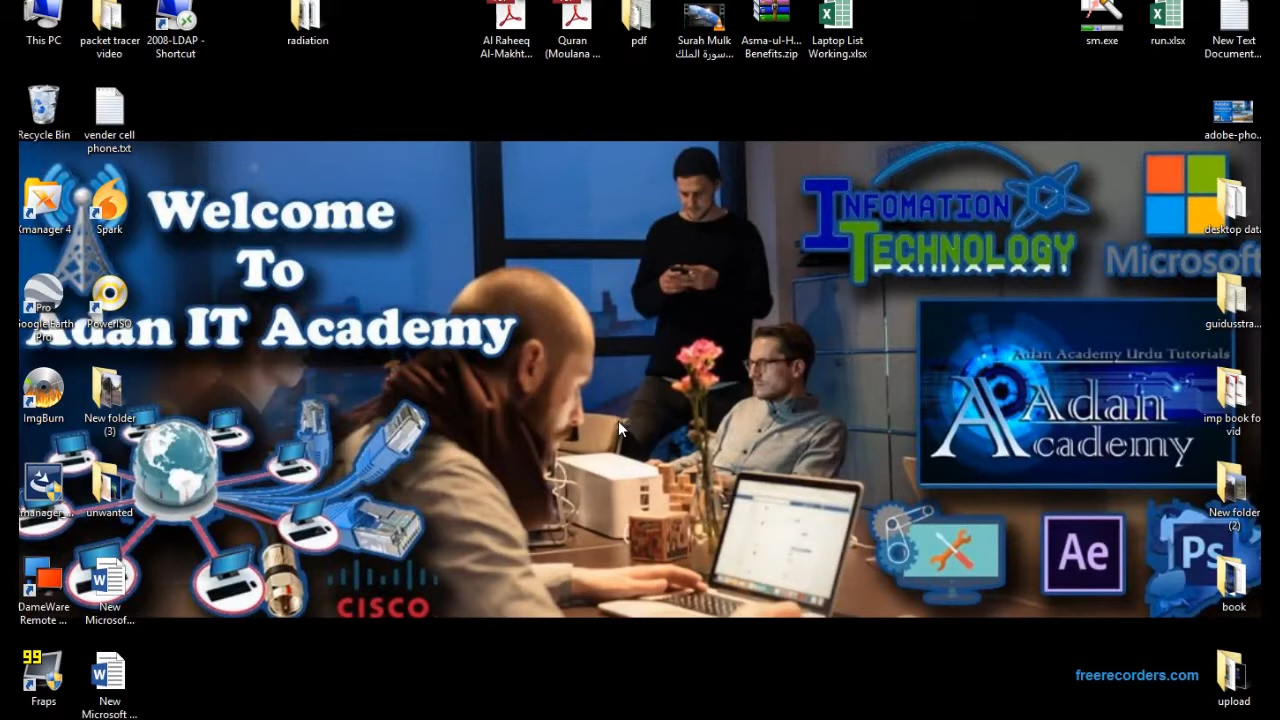 This PC
packet tracer
video
2008-LDAP -
Shortcut
radiation
Al Raheeq
Al-Makht...
Quran
(Moulana ...
pdf
Surah Mulk
سورة الملك...
Asma-ul-H...
Benefits.zip
Laptop List
Working.xlsx
sm.exe
run.xlsx
New Text
Document...
Recycle Bin
vender cell
phone.txt
adobe-pho...
Xmanager 4
Spark
desktop data
Welcome
To
Adan IT Academy
INFOMATION
TECHNOLOGY
Microsoft
Google Earth
Pro
PowerISO
guidusstra...
Adan Academy Urdu Tutorials
Adan
Academy
ImgBurn
New folder
(3)
imp book fo
vid
manager_...
unwanted
New folder
(2)
DameWare
Remote ...
New
Microsof...
CISCO
Ae
Ps
book
99
Fraps
New
Microsoft ...
freerecorders.com
upload